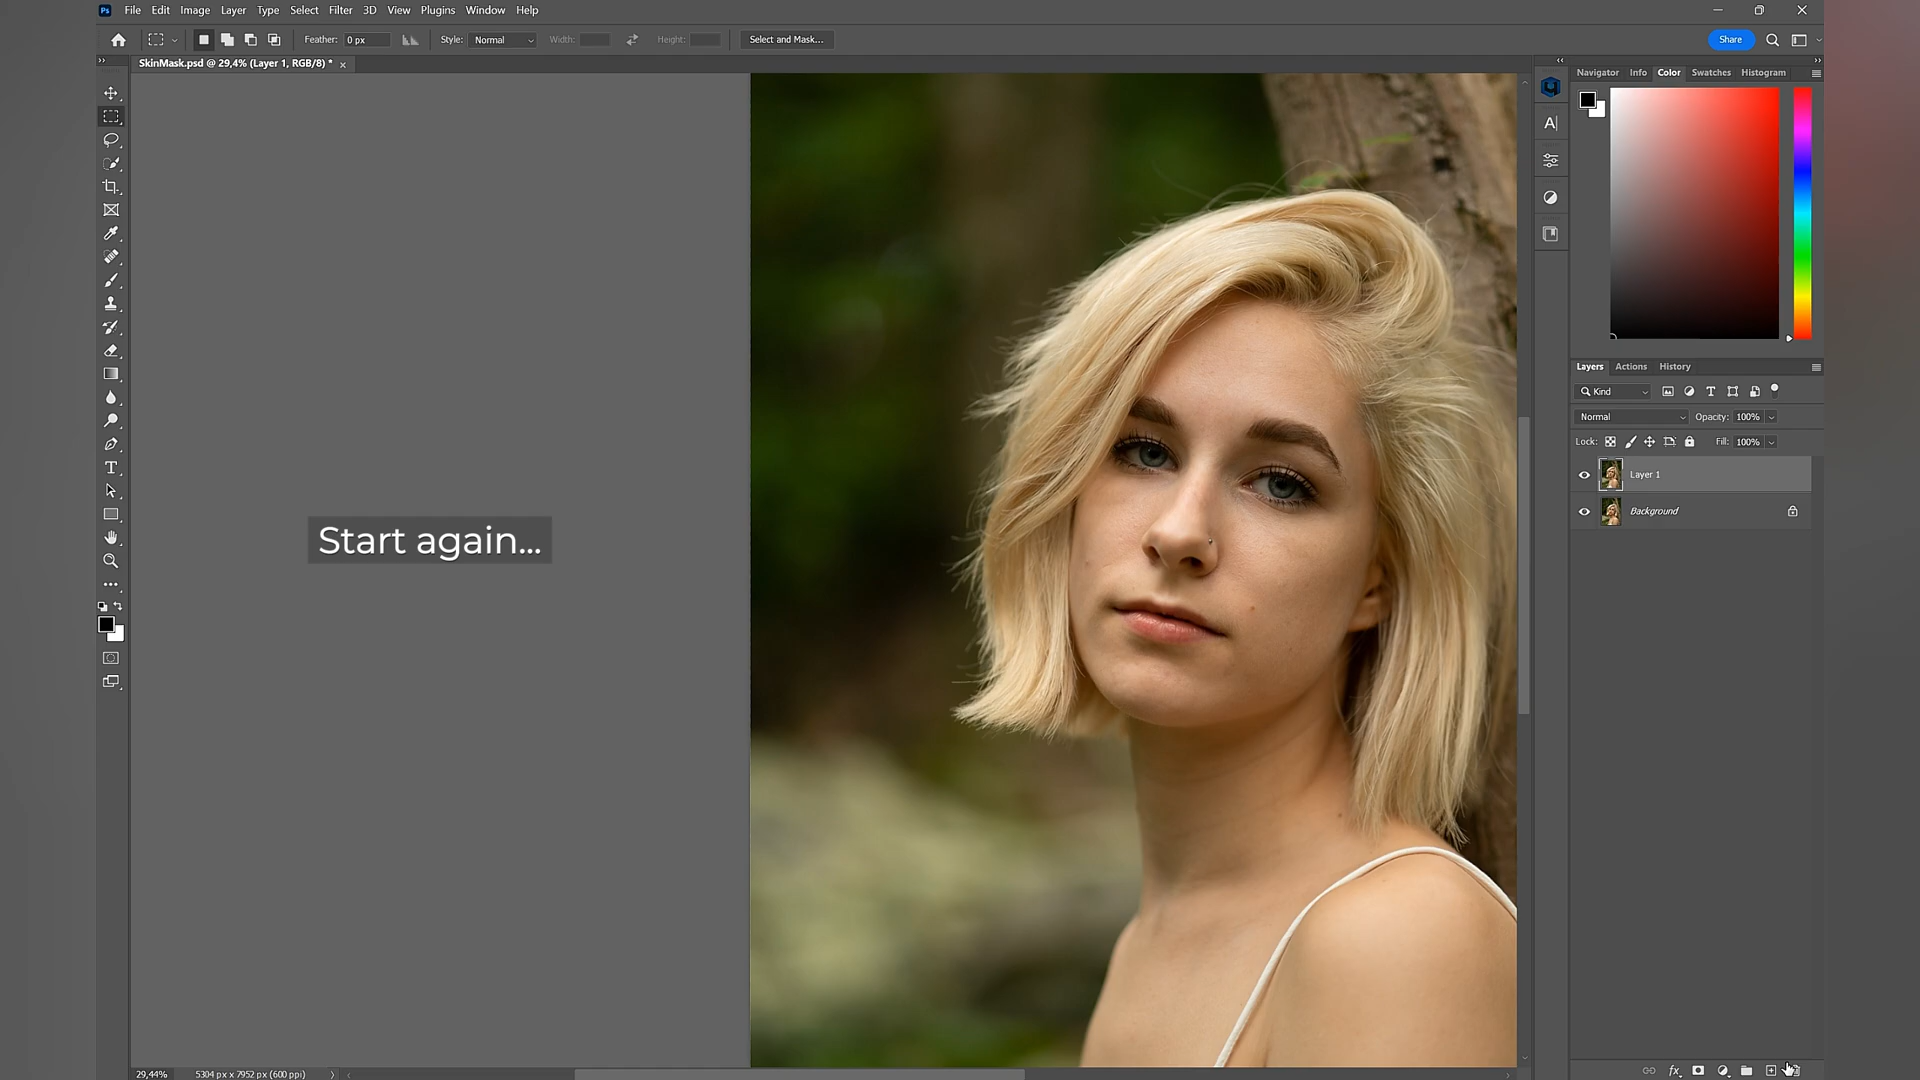 Ps File Edit Image Layer Type Select Filter 3D View Plugins Window Help
Feather: 0 px Style: Normal Width: Height: Select and Mask... Share
SkinMask.psd @ 29,4% (Layer 1, RGB/8) *
Navigator Info Color Swatches Histogram
Start again...
Layers Actions History
Kind
Normal Opacity: 100%
Lock: Fill: 100%
Layer 1
Background
29,44% 5304 px x 7952 px (600 ppi)